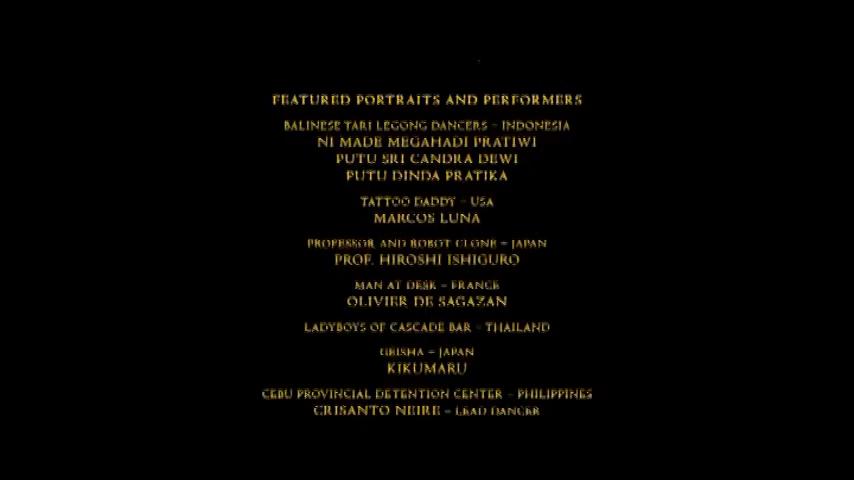 FEATURED PORTRAITS AND PERFORMERS
BALINESE TARI LEGONG DANCERS – INDONESIA
NI MADE MEGAHADI PRATIWI
PUTU SRI CANDRA DEWI
PUTU DINDA PRATIKA
TATTOO DADDY – USA
MARCOS LUNA
PROFESSOR AND ROBOT CLONE – JAPAN
PROF. HIROSHI ISHIGURO
MAN AT DESK – FRANCE
OLIVIER DE SAGAZAN
LADYBOYS OF CASCADE BAR – THAILAND
GEISHA – JAPAN
KIKUMARU
CEBU PROVINCIAL DETENTION CENTER – PHILIPPINES
CRISANTO NEIRE – LEAD DANCER